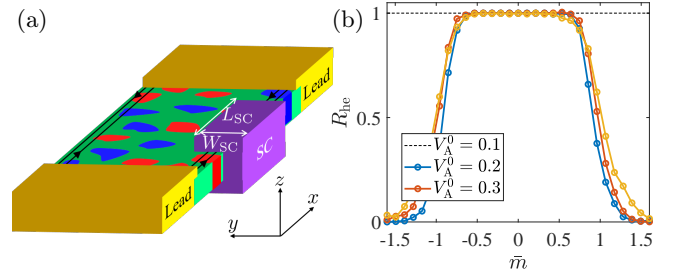 (a)
Lead
L_SC
W_SC
SC
Lead
z
x
y
(b)
1
0.5
0
R_he
V_A^0 = 0.1
V_A^0 = 0.2
V_A^0 = 0.3
-1.5 -1 -0.5 0 0.5 1 1.5
m̄